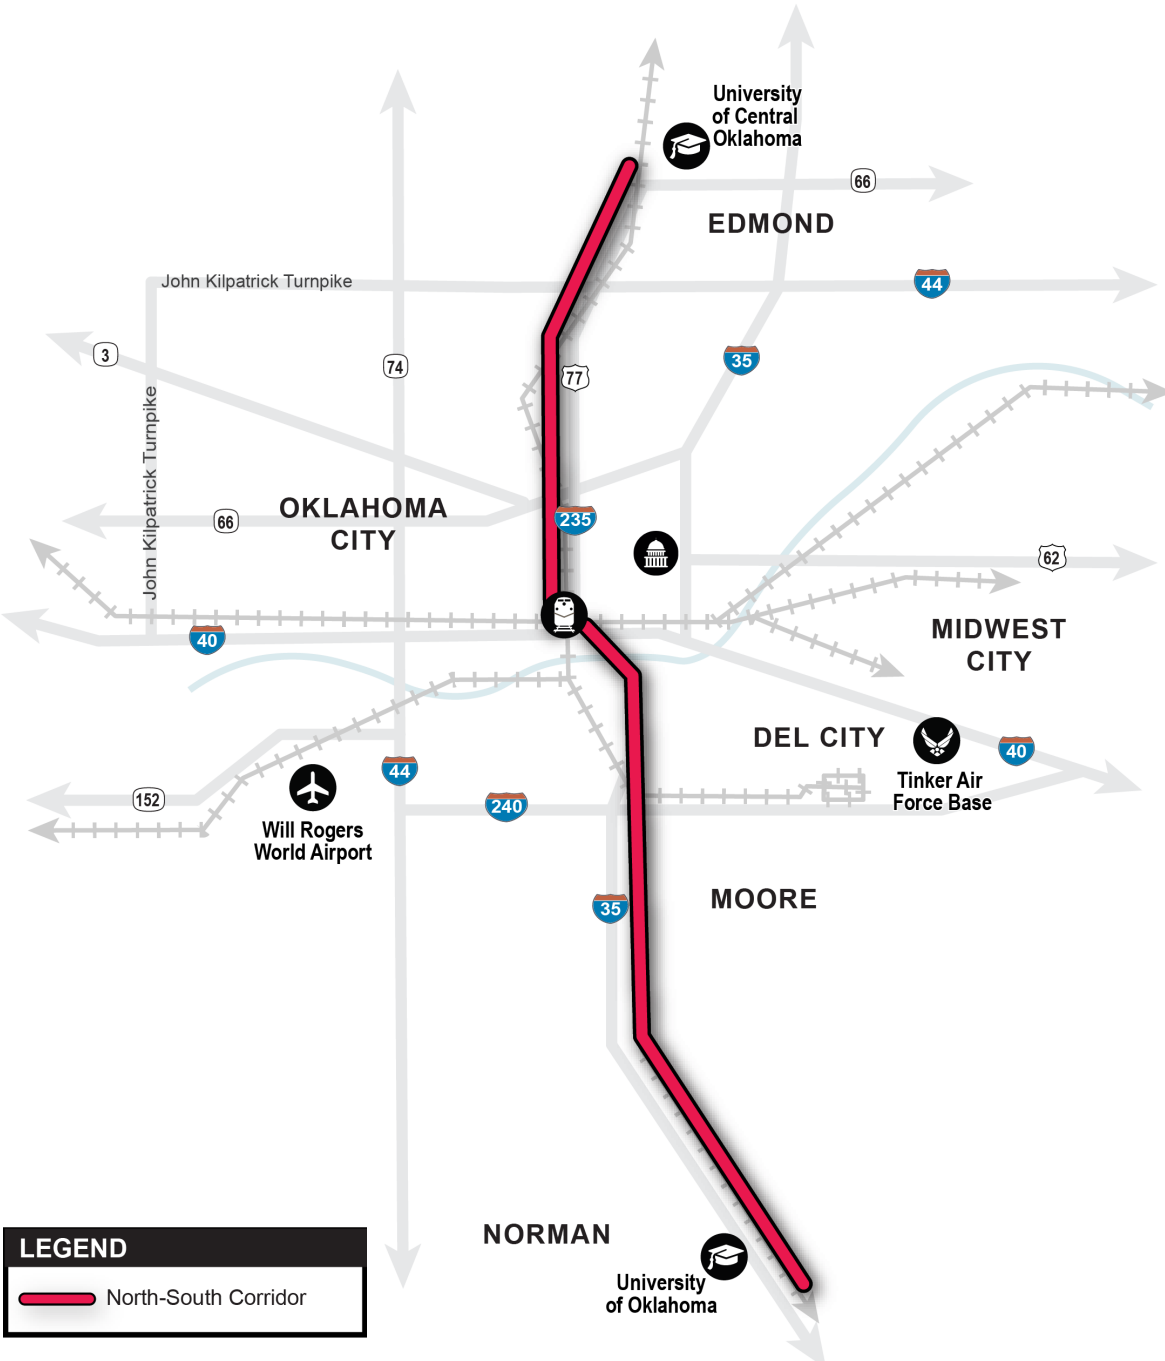 University
of Central
Oklahoma
66
EDMOND
John Kilpatrick Turnpike
44
3
74
35
77
John Kilpatrick Turnpike
OKLAHOMA
CITY
66
235
62
40
MIDWEST
CITY
DEL CITY
40
Tinker Air
Force Base
44
152
240
Will Rogers
World Airport
35
MOORE
NORMAN
University
of Oklahoma
LEGEND
North-South Corridor